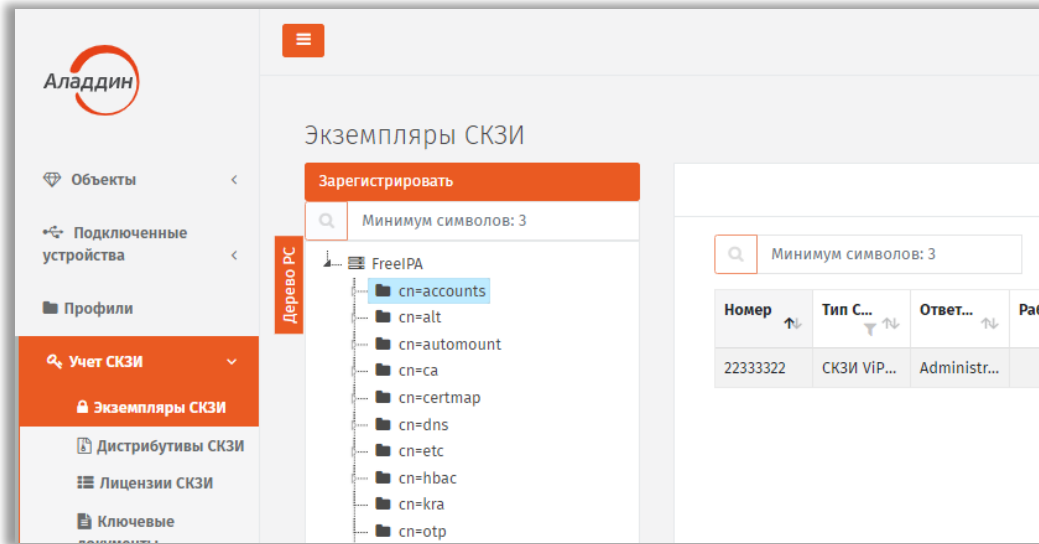 Аладдин
Объекты
Подключенные
устройства
Профили
Учет СКЗИ
Экземпляры СКЗИ
Дистрибутивы СКЗИ
Лицензии СКЗИ
Ключевые
документы
Экземпляры СКЗИ
Дерево РС
Зарегистрировать
Минимум символов: 3
FreeIPA
cn=accounts
cn=alt
cn=automount
cn=ca
cn=certmap
cn=dns
cn=etc
cn=hbac
cn=kra
cn=otp
Минимум символов: 3
Номер Тип С... Ответ... Раб
22333322 СКЗИ ViP... Administr...